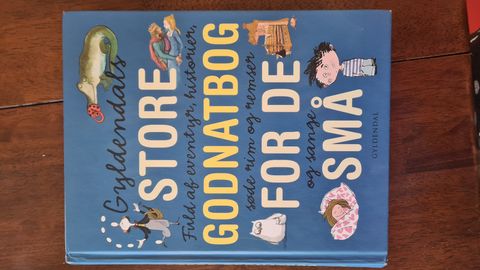 Gyldendals
STORE
Fuld af eventyr, historier,
GODNATBOG
søde rim og remser
FOR DE
og sange
SMÅ
GYLDENDAL